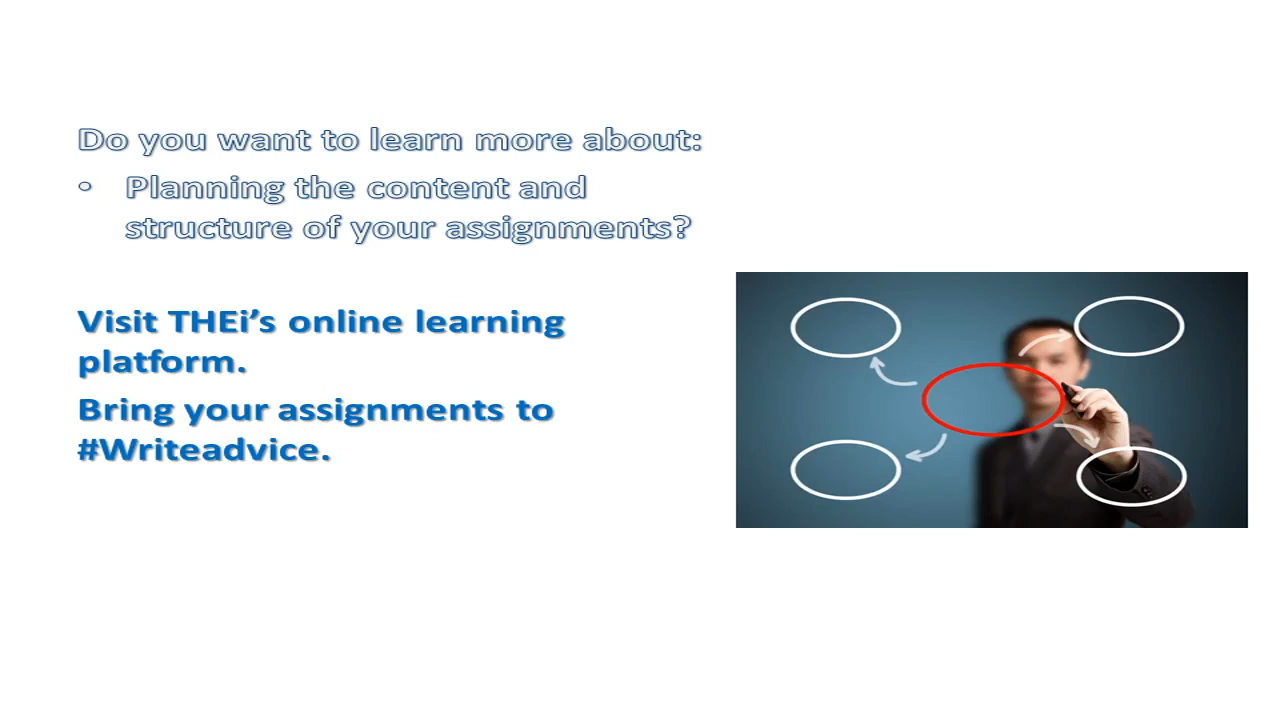 Do you want to learn more about:
• Planning the content and
structure of your assignments?
Visit THEi’s online learning
platform.
Bring your assignments to
#Writeadvice.